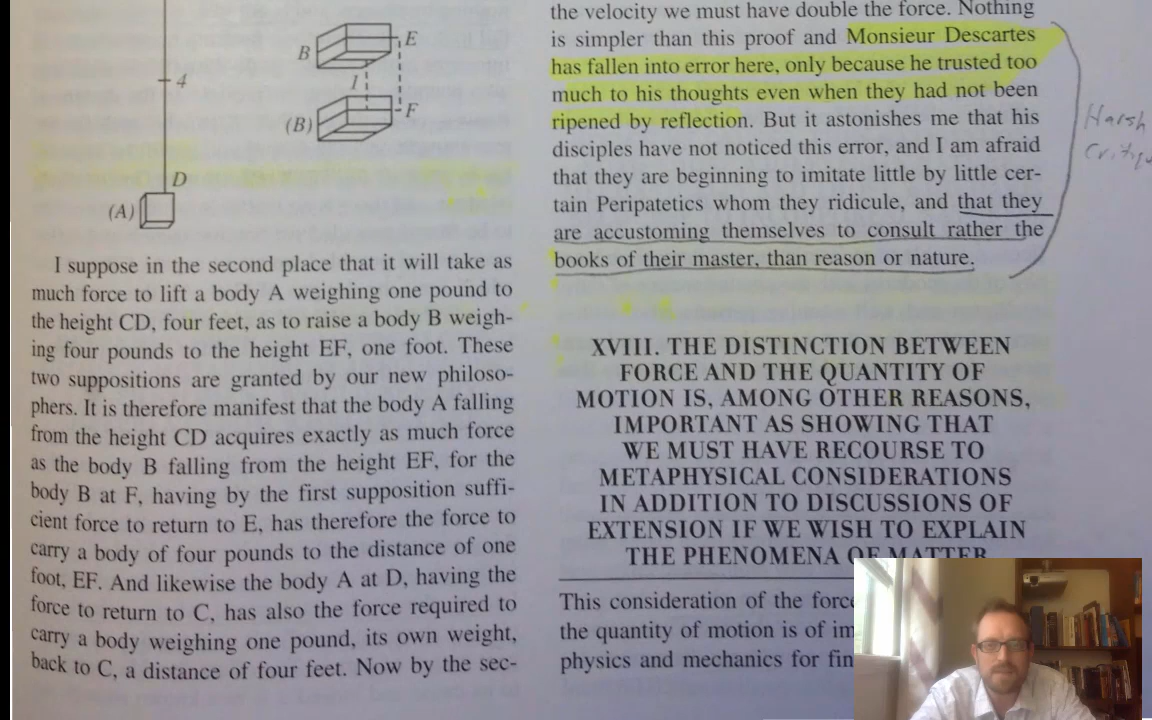 4
B
E
1
(B)
F
D
(A)
I suppose in the second place that it will take as
much force to lift a body A weighing one pound to
the height CD, four feet, as to raise a body B weigh-
ing four pounds to the height EF, one foot. These
two suppositions are granted by our new philoso-
phers. It is therefore manifest that the body A falling
from the height CD acquires exactly as much force
as the body B falling from the height EF, for the
body B at F, having by the first supposition suffi-
cient force to return to E, has therefore the force to
carry a body of four pounds to the distance of one
foot, EF. And likewise the body A at D, having the
force to return to C, has also the force required to
carry a body weighing one pound, its own weight,
back to C, a distance of four feet. Now by the sec-
the velocity we must have double the force. Nothing
is simpler than this proof and Monsieur Descartes
has fallen into error here, only because he trusted too
much to his thoughts even when they had not been
ripened by reflection. But it astonishes me that his
disciples have not noticed this error, and I am afraid
that they are beginning to imitate little by little cer-
tain Peripatetics whom they ridicule, and that they
are accustoming themselves to consult rather the
books of their master, than reason or nature.
Harsh
XVIII. THE DISTINCTION BETWEEN
FORCE AND THE QUANTITY OF
MOTION IS, AMONG OTHER REASONS,
IMPORTANT AS SHOWING THAT
WE MUST HAVE RECOURSE TO
METAPHYSICAL CONSIDERATIONS
IN ADDITION TO DISCUSSIONS OF
EXTENSION IF WE WISH TO EXPLAIN
THE PHENOMENA OF MATTER
This consideration of the force
the quantity of motion is of im
physics and mechanics for fin